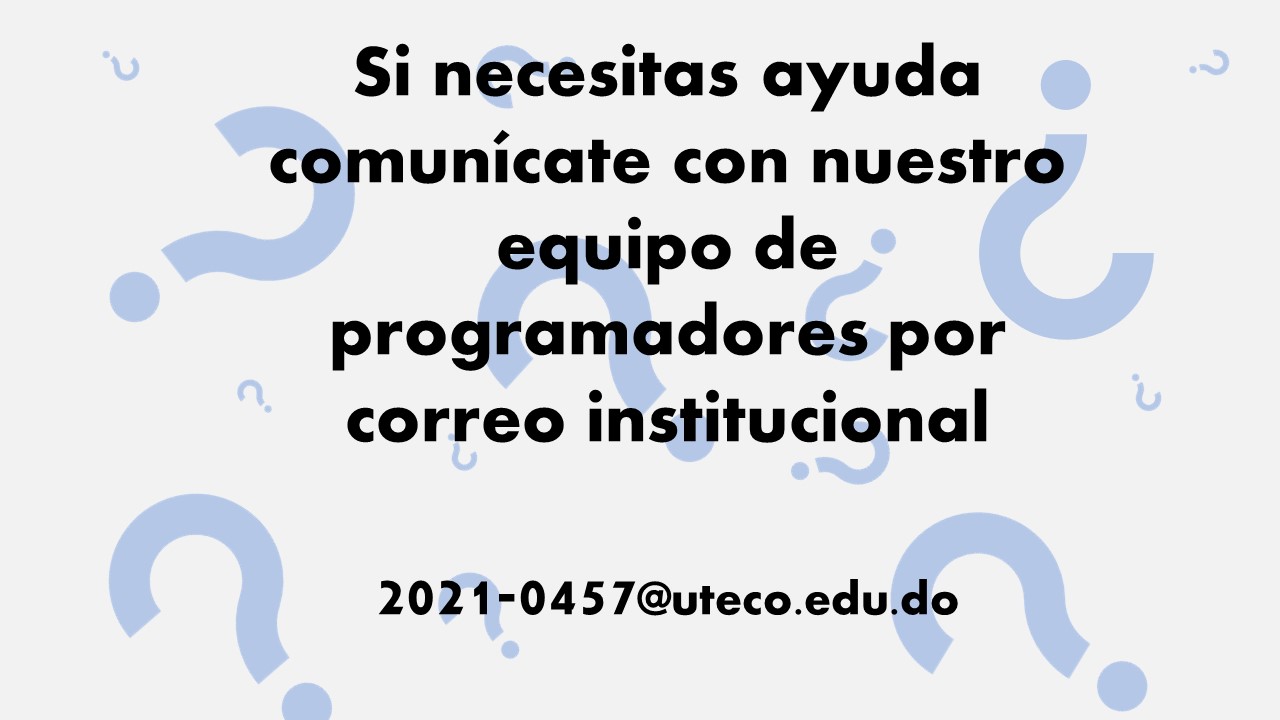 Si necesitas ayuda
comunícate con nuestro
equipo de
programadores por
correo institucional
2021-0457@uteco.edu.do